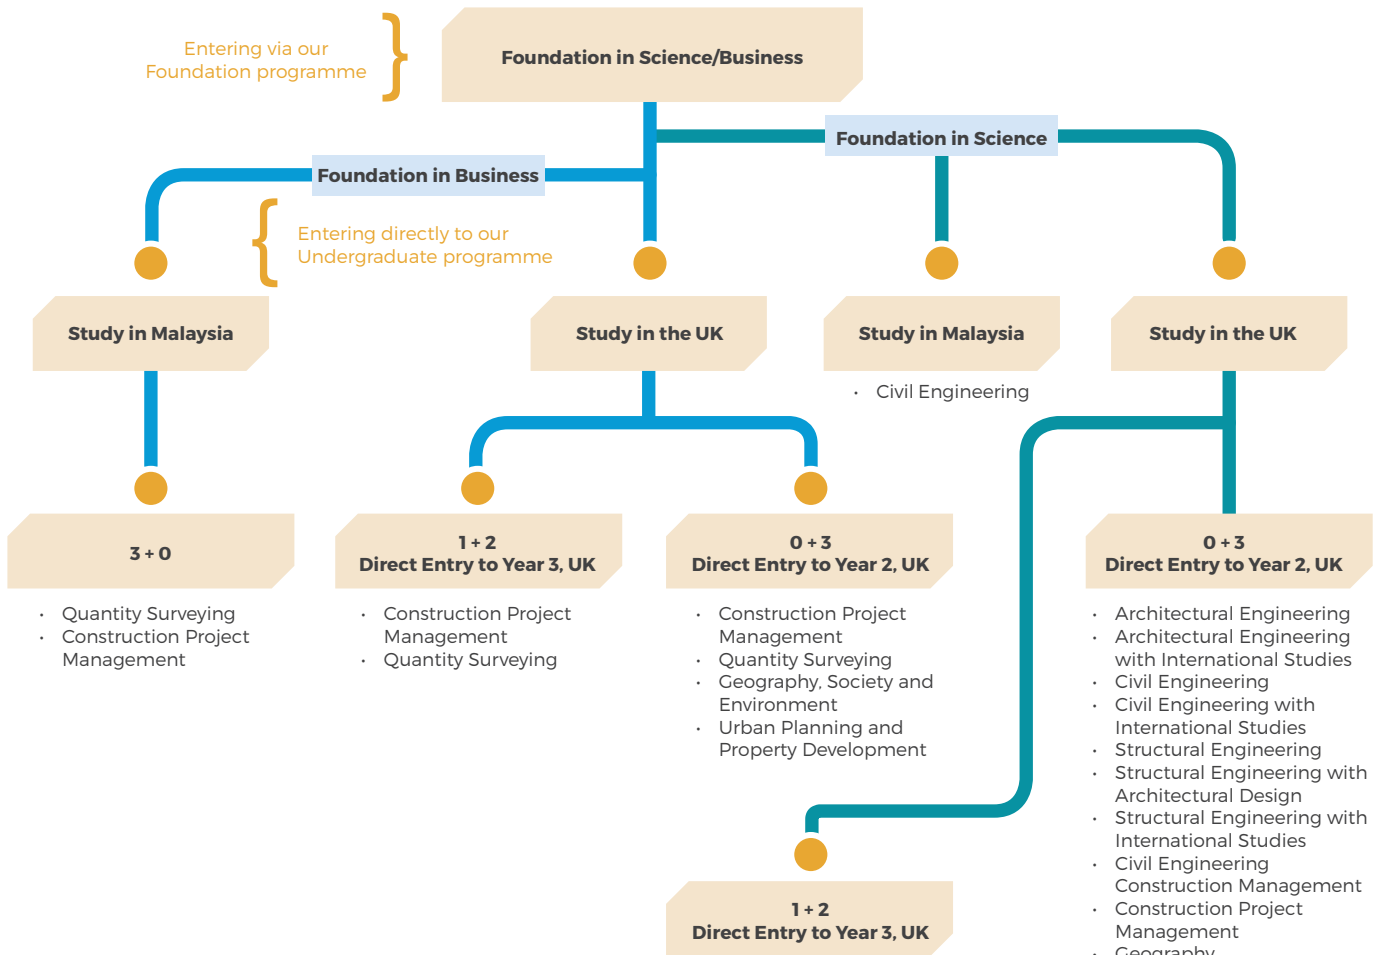 Entering via our
Foundation programme
Foundation in Science/Business
Foundation in Science
Foundation in Business
Entering directly to our
Undergraduate programme
Study in Malaysia
Study in the UK
Study in Malaysia
Study in the UK
• Civil Engineering
3 + 0
• Quantity Surveying
• Construction Project
Management
1 + 2
Direct Entry to Year 3, UK
• Construction Project
Management
• Quantity Surveying
0 + 3
Direct Entry to Year 2, UK
• Construction Project
Management
• Quantity Surveying
• Geography, Society and
Environment
• Urban Planning and
Property Development
0 + 3
Direct Entry to Year 2, UK
• Architectural Engineering
• Architectural Engineering
with International Studies
• Civil Engineering
• Civil Engineering with
International Studies
• Structural Engineering
• Structural Engineering with
Architectural Design
• Structural Engineering with
International Studies
• Civil Engineering
Construction Management
• Construction Project
Management
• Geography
1 + 2
Direct Entry to Year 3, UK